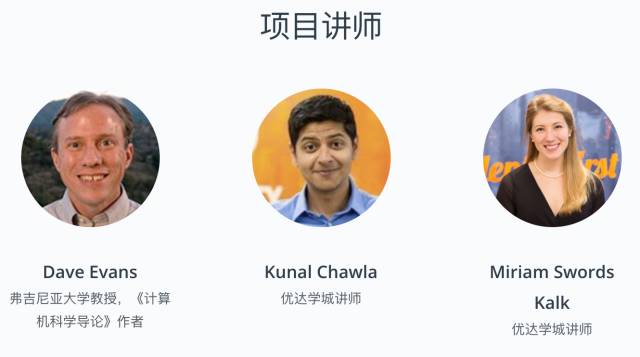 项目讲师
Dave Evans
弗吉尼亚大学教授，《计算
机科学导论》作者
Kunal Chawla
优达学城讲师
Miriam Swords
Kalk
优达学城讲师